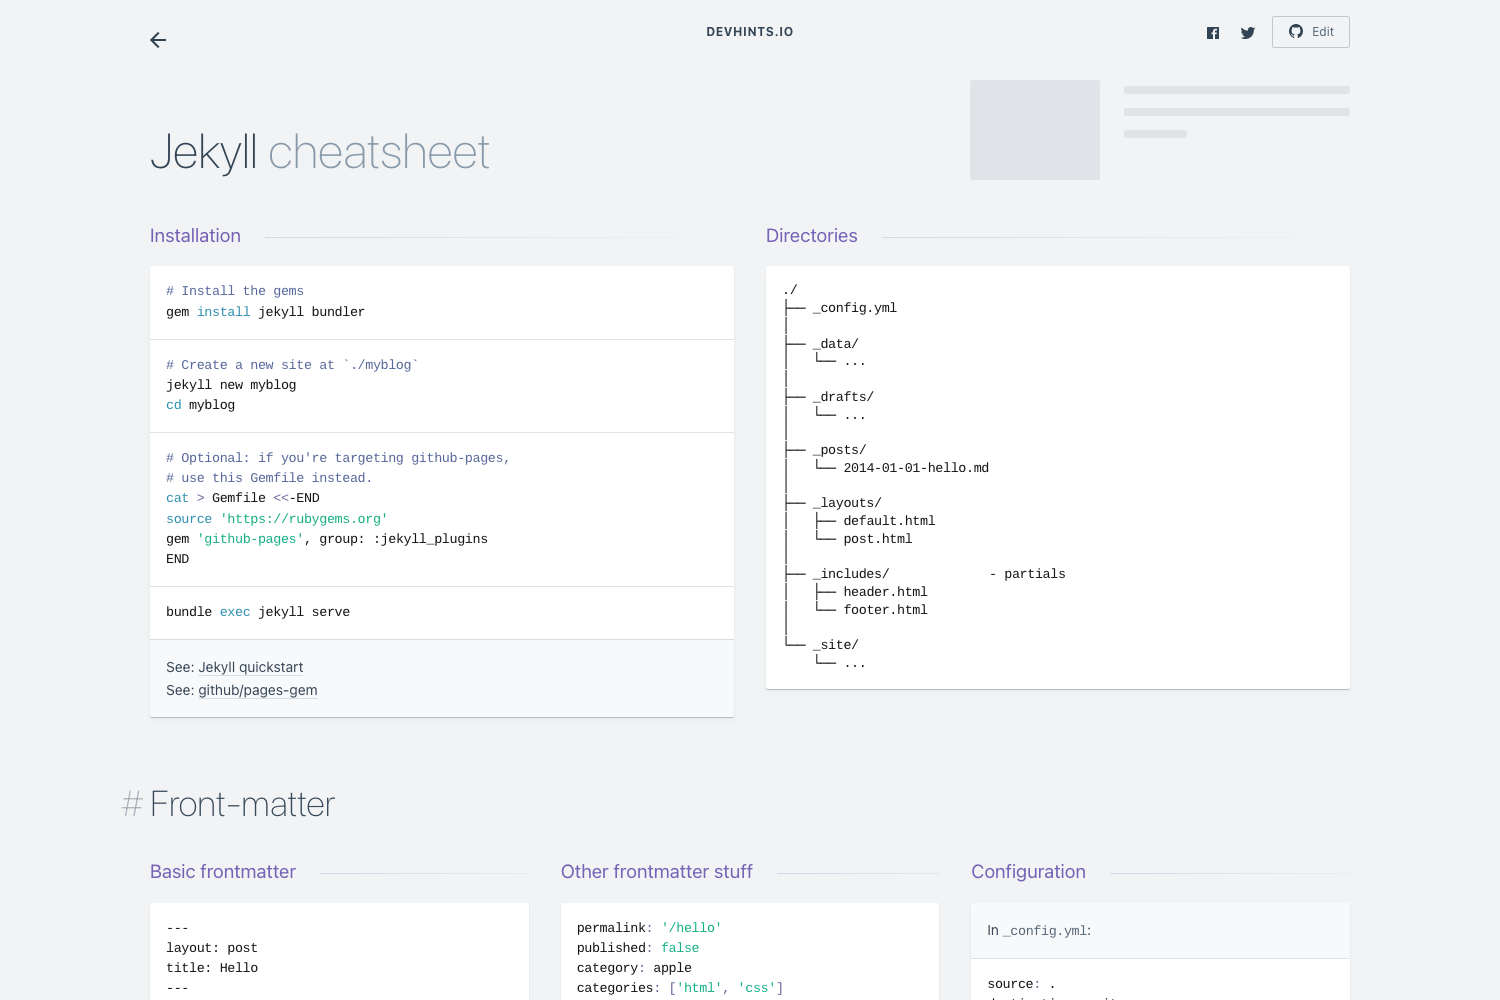 DEVHINTS.IO
Edit
Jekyll cheatsheet
Installation
# Install the gems
gem install jekyll bundler
# Create a new site at `./myblog`
jekyll new myblog
cd myblog
# Optional: if you're targeting github-pages,
# use this Gemfile instead.
cat > Gemfile <<-END
source 'https://rubygems.org'
gem 'github-pages', group: :jekyll_plugins
END
bundle exec jekyll serve
See: Jekyll quickstart
See: github/pages-gem
Directories
./
├── _config.yml
│
├── _data/
│   └── ...
│
├── _drafts/
│   └── ...
│
├── _posts/
│   └── 2014-01-01-hello.md
│
├── _layouts/
│   ├── default.html
│   └── post.html
│
├── _includes/             - partials
│   ├── header.html
│   └── footer.html
│
└── _site/
    └── ...
# Front-matter
Basic frontmatter
---
layout: post
title: Hello
---
Other frontmatter stuff
permalink: '/hello'
published: false
category: apple
categories: ['html', 'css']
Configuration
In _config.yml:
source: .